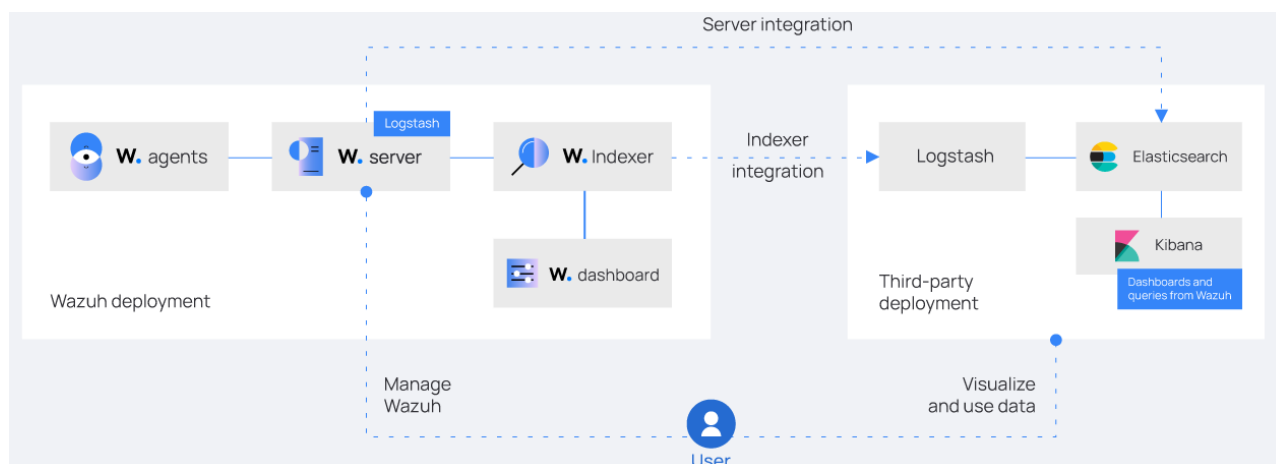 Server integration
Logstash
W. agents
W. server
W. Indexer
Indexer
integration
Logstash
Elasticsearch
W. dashboard
Kibana
Dashboards and
queries from Wazuh
Wazuh deployment
Third-party
deployment
Manage
Wazuh
Visualize
and use data
User